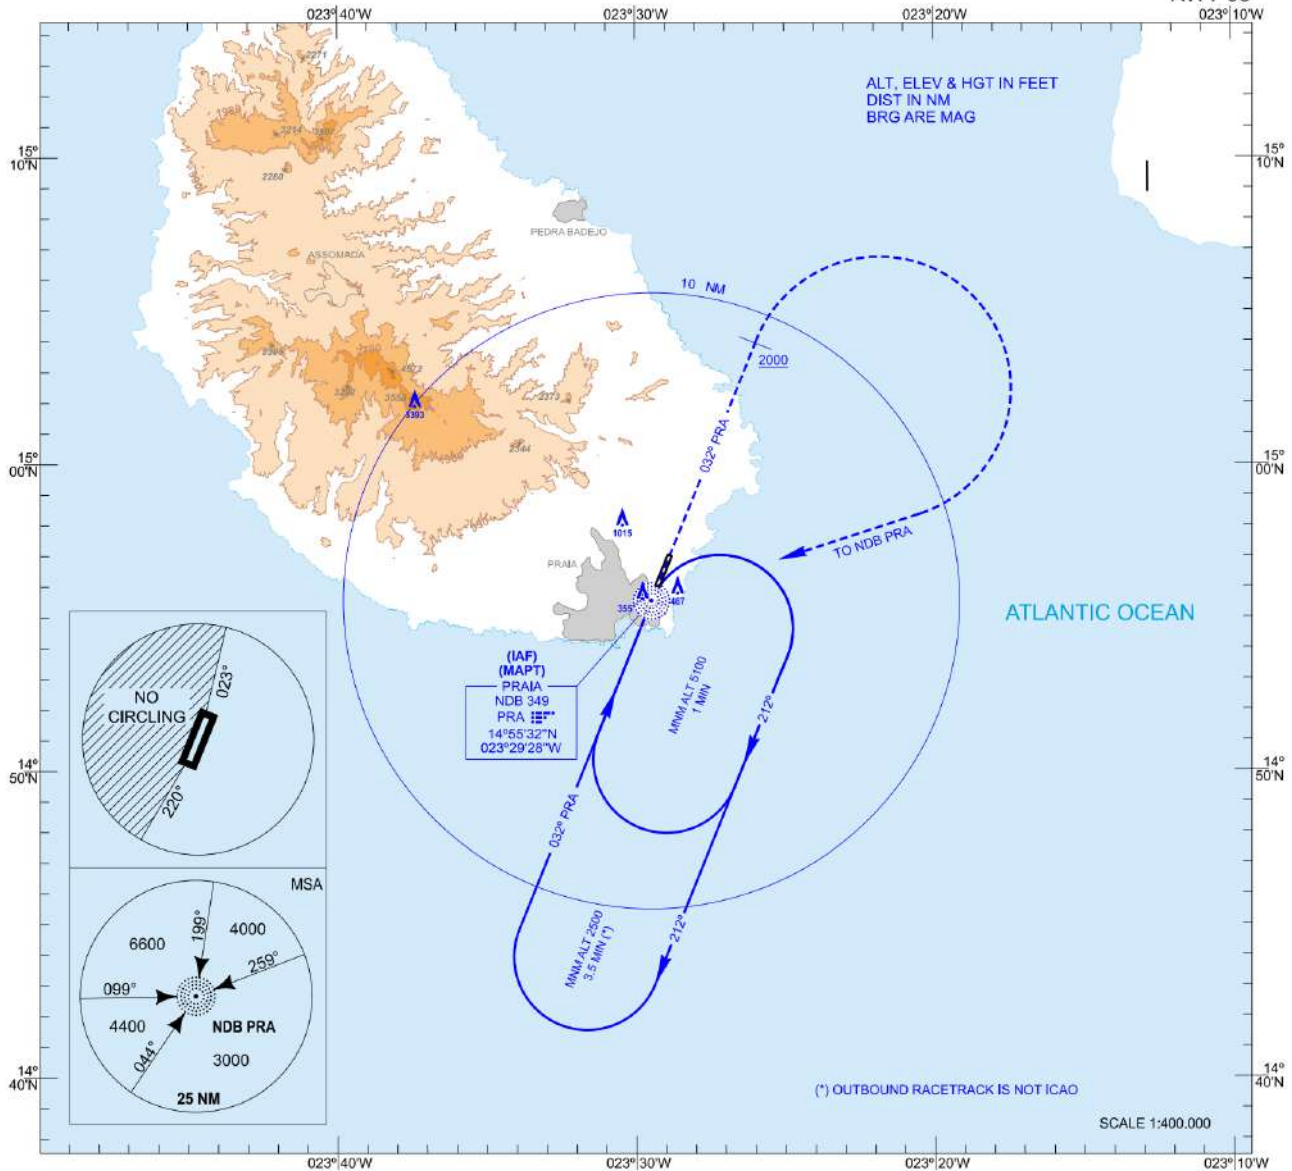 023°40'W
023°30'W
023°20'W
023°10'W
ALT, ELEV & HGT IN FEET
DIST IN NM
BRG ARE MAG
15°
10'N
15°
10'N
2271
2214
2260
PEDRA BADEJO
ASSOMADA
10 NM
2000
4572
5393
2373
2344
032° PRA
15°
00'N
15°
00'N
1015
PRAIA
TO NDB PRA
355
467
ATLANTIC OCEAN
(IAF)
(MAPT)
PRAIA
NDB 349
PRA
14°55'32"N
023°29'28"W
MNM ALT 5100
1 MIN
212°
NO
CIRCLING
023°
220°
14°
50'N
14°
50'N
032° PRA
212°
MNM ALT 2500
3.5 MIN (*)
MSA
6600
199°
4000
259°
099°
4400
NDB PRA
044°
3000
25 NM
14°
40'N
14°
40'N
(*) OUTBOUND RACETRACK IS NOT ICAO
SCALE 1:400.000
023°40'W
023°30'W
023°20'W
023°10'W